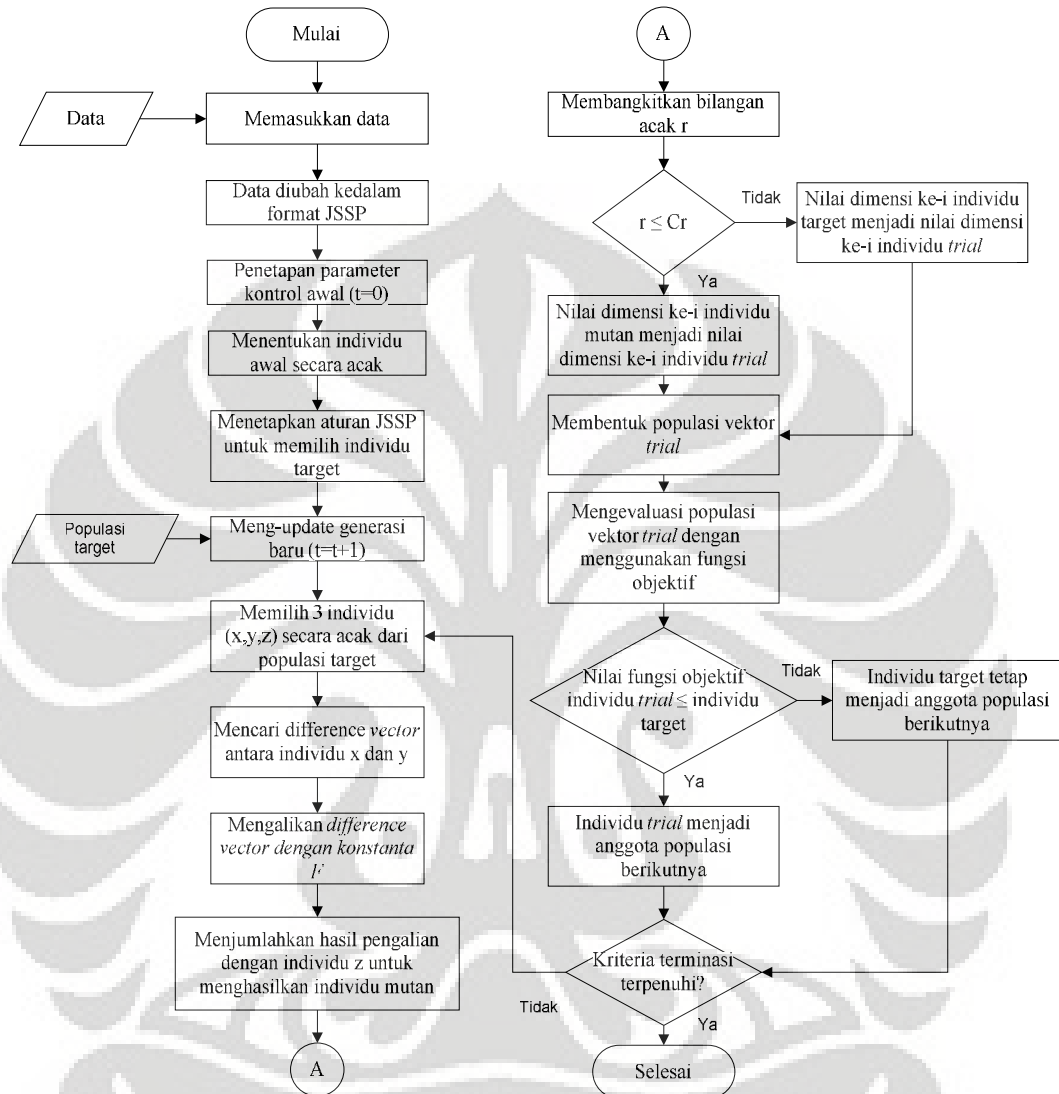 Mulai
Data
Memasukkan data
Data diubah kedalam
format JSSP
Penetapan parameter
kontrol awal (t=0)
Menentukan individu
awal secara acak
Menetapkan aturan JSSP
untuk memilih individu
target
Populasi
target
Meng-update generasi
baru (t=t+1)
Memilih 3 individu
(x,y,z) secara acak dari
populasi target
Mencari difference vector
antara individu x dan y
Mengalikan difference
vector dengan konstanta
F
Menjumlahkan hasil pengalian
dengan individu z untuk
menghasilkan individu mutan
A
A
Membangkitkan bilangan
acak r
r ≤ Cr
Tidak
Nilai dimensi ke-i individu
target menjadi nilai dimensi
ke-i individu trial
Ya
Nilai dimensi ke-i individu
mutan menjadi nilai
dimensi ke-i individu trial
Membentuk populasi vektor
trial
Mengevaluasi populasi
vektor trial dengan
menggunakan fungsi
objektif
Nilai fungsi objektif
individu trial ≤ individu
target
Tidak
Individu target tetap
menjadi anggota populasi
berikutnya
Ya
Individu trial menjadi
anggota populasi
berikutnya
Kriteria terminasi
terpenuhi?
Tidak
Ya
Selesai